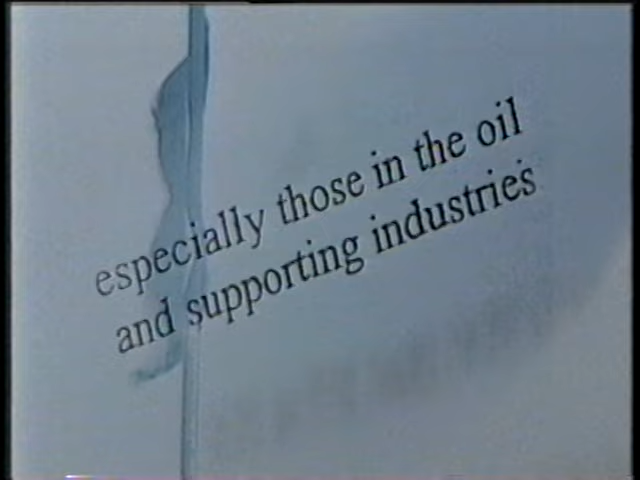 especially those in the oil
and supporting industries